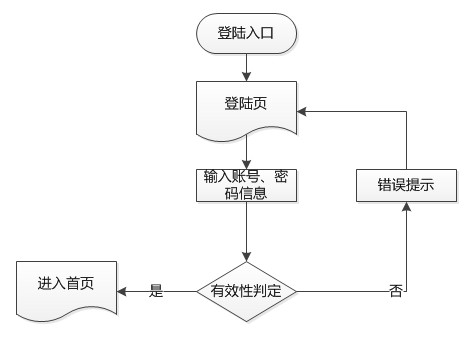 登陆入口
登陆页
输入账号、密
码信息
错误提示
进入首页
是
有效性判定
否